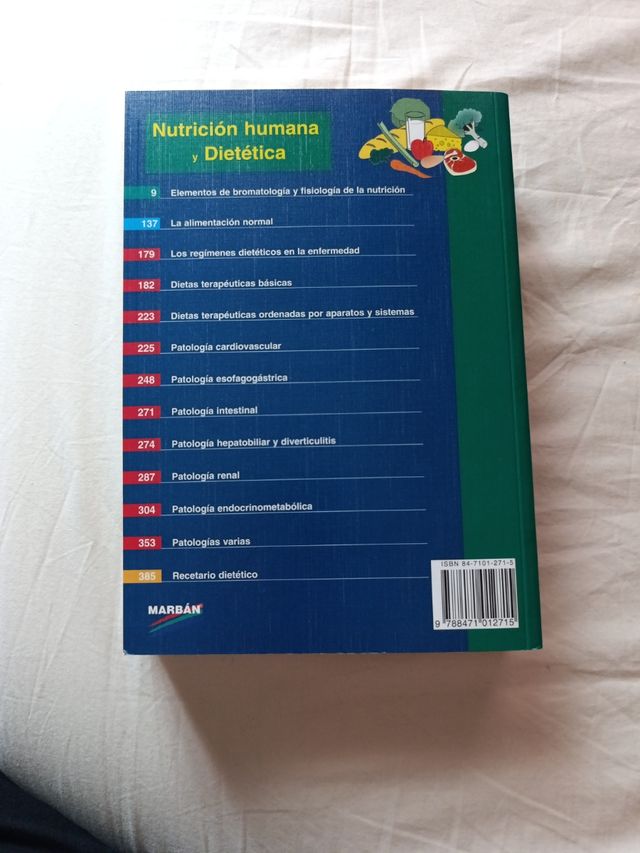 Nutrición humana
y Dietética
9 Elementos de bromatología y fisiología de la nutrición
137 La alimentación normal
179 Los regímenes dietéticos en la enfermedad
182 Dietas terapéuticas básicas
223 Dietas terapéuticas ordenadas por aparatos y sistemas
225 Patología cardiovascular
248 Patología esofagogástrica
271 Patología intestinal
274 Patología hepatobiliar y diverticulitis
287 Patología renal
304 Patología endocrinometabólica
353 Patologías varias
385 Recetario dietético
MARBÁN
ISBN 84-7101-271-5
9 788471 012715